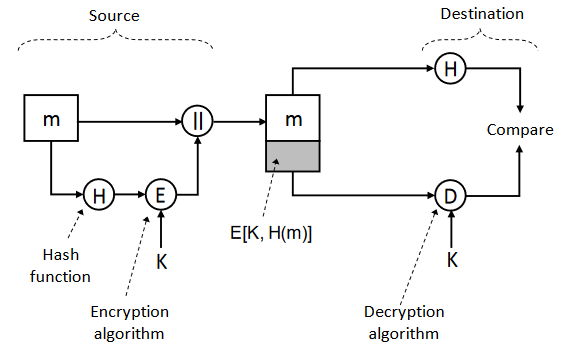 Source
Destination
m
||
H
E
K
Hash
function
Encryption
algorithm
m
E[K, H(m)]
H
Compare
D
K
Decryption
algorithm